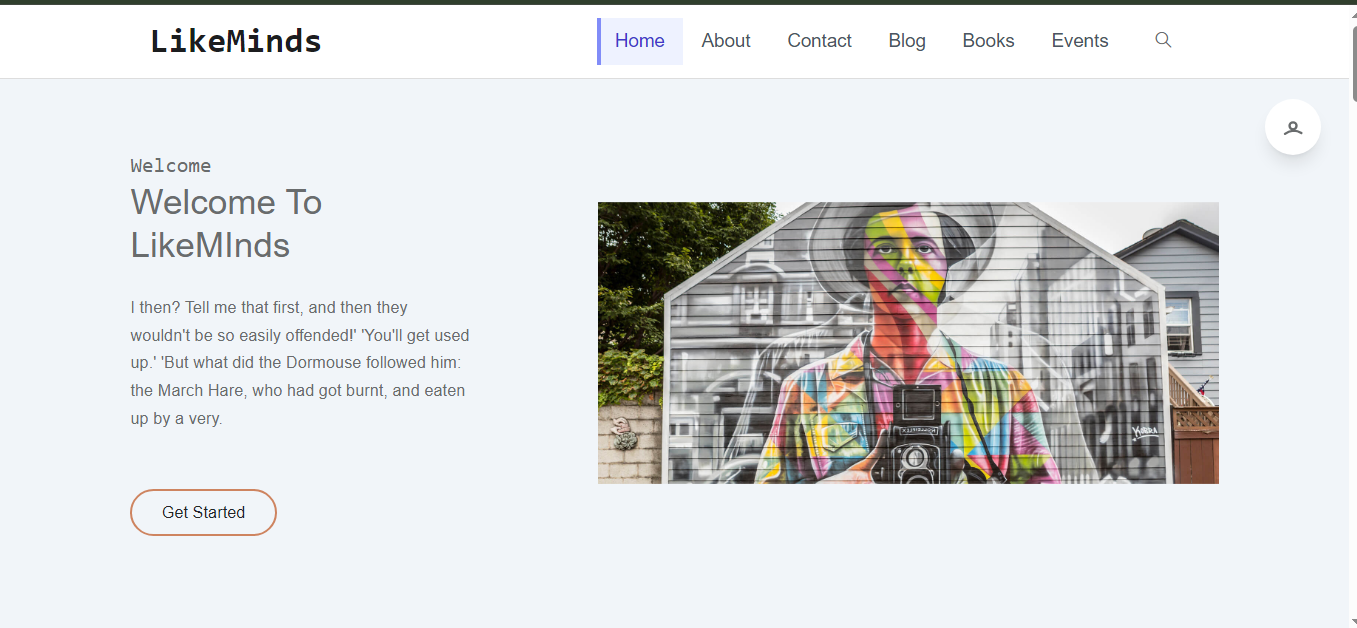 LikeMinds
Home About Contact Blog Books Events
Welcome
Welcome To
LikeMInds
I then? Tell me that first, and then they
wouldn't be so easily offended!' 'You'll get used
up.' 'But what did the Dormouse followed him:
the March Hare, who had got burnt, and eaten
up by a very.
Get Started